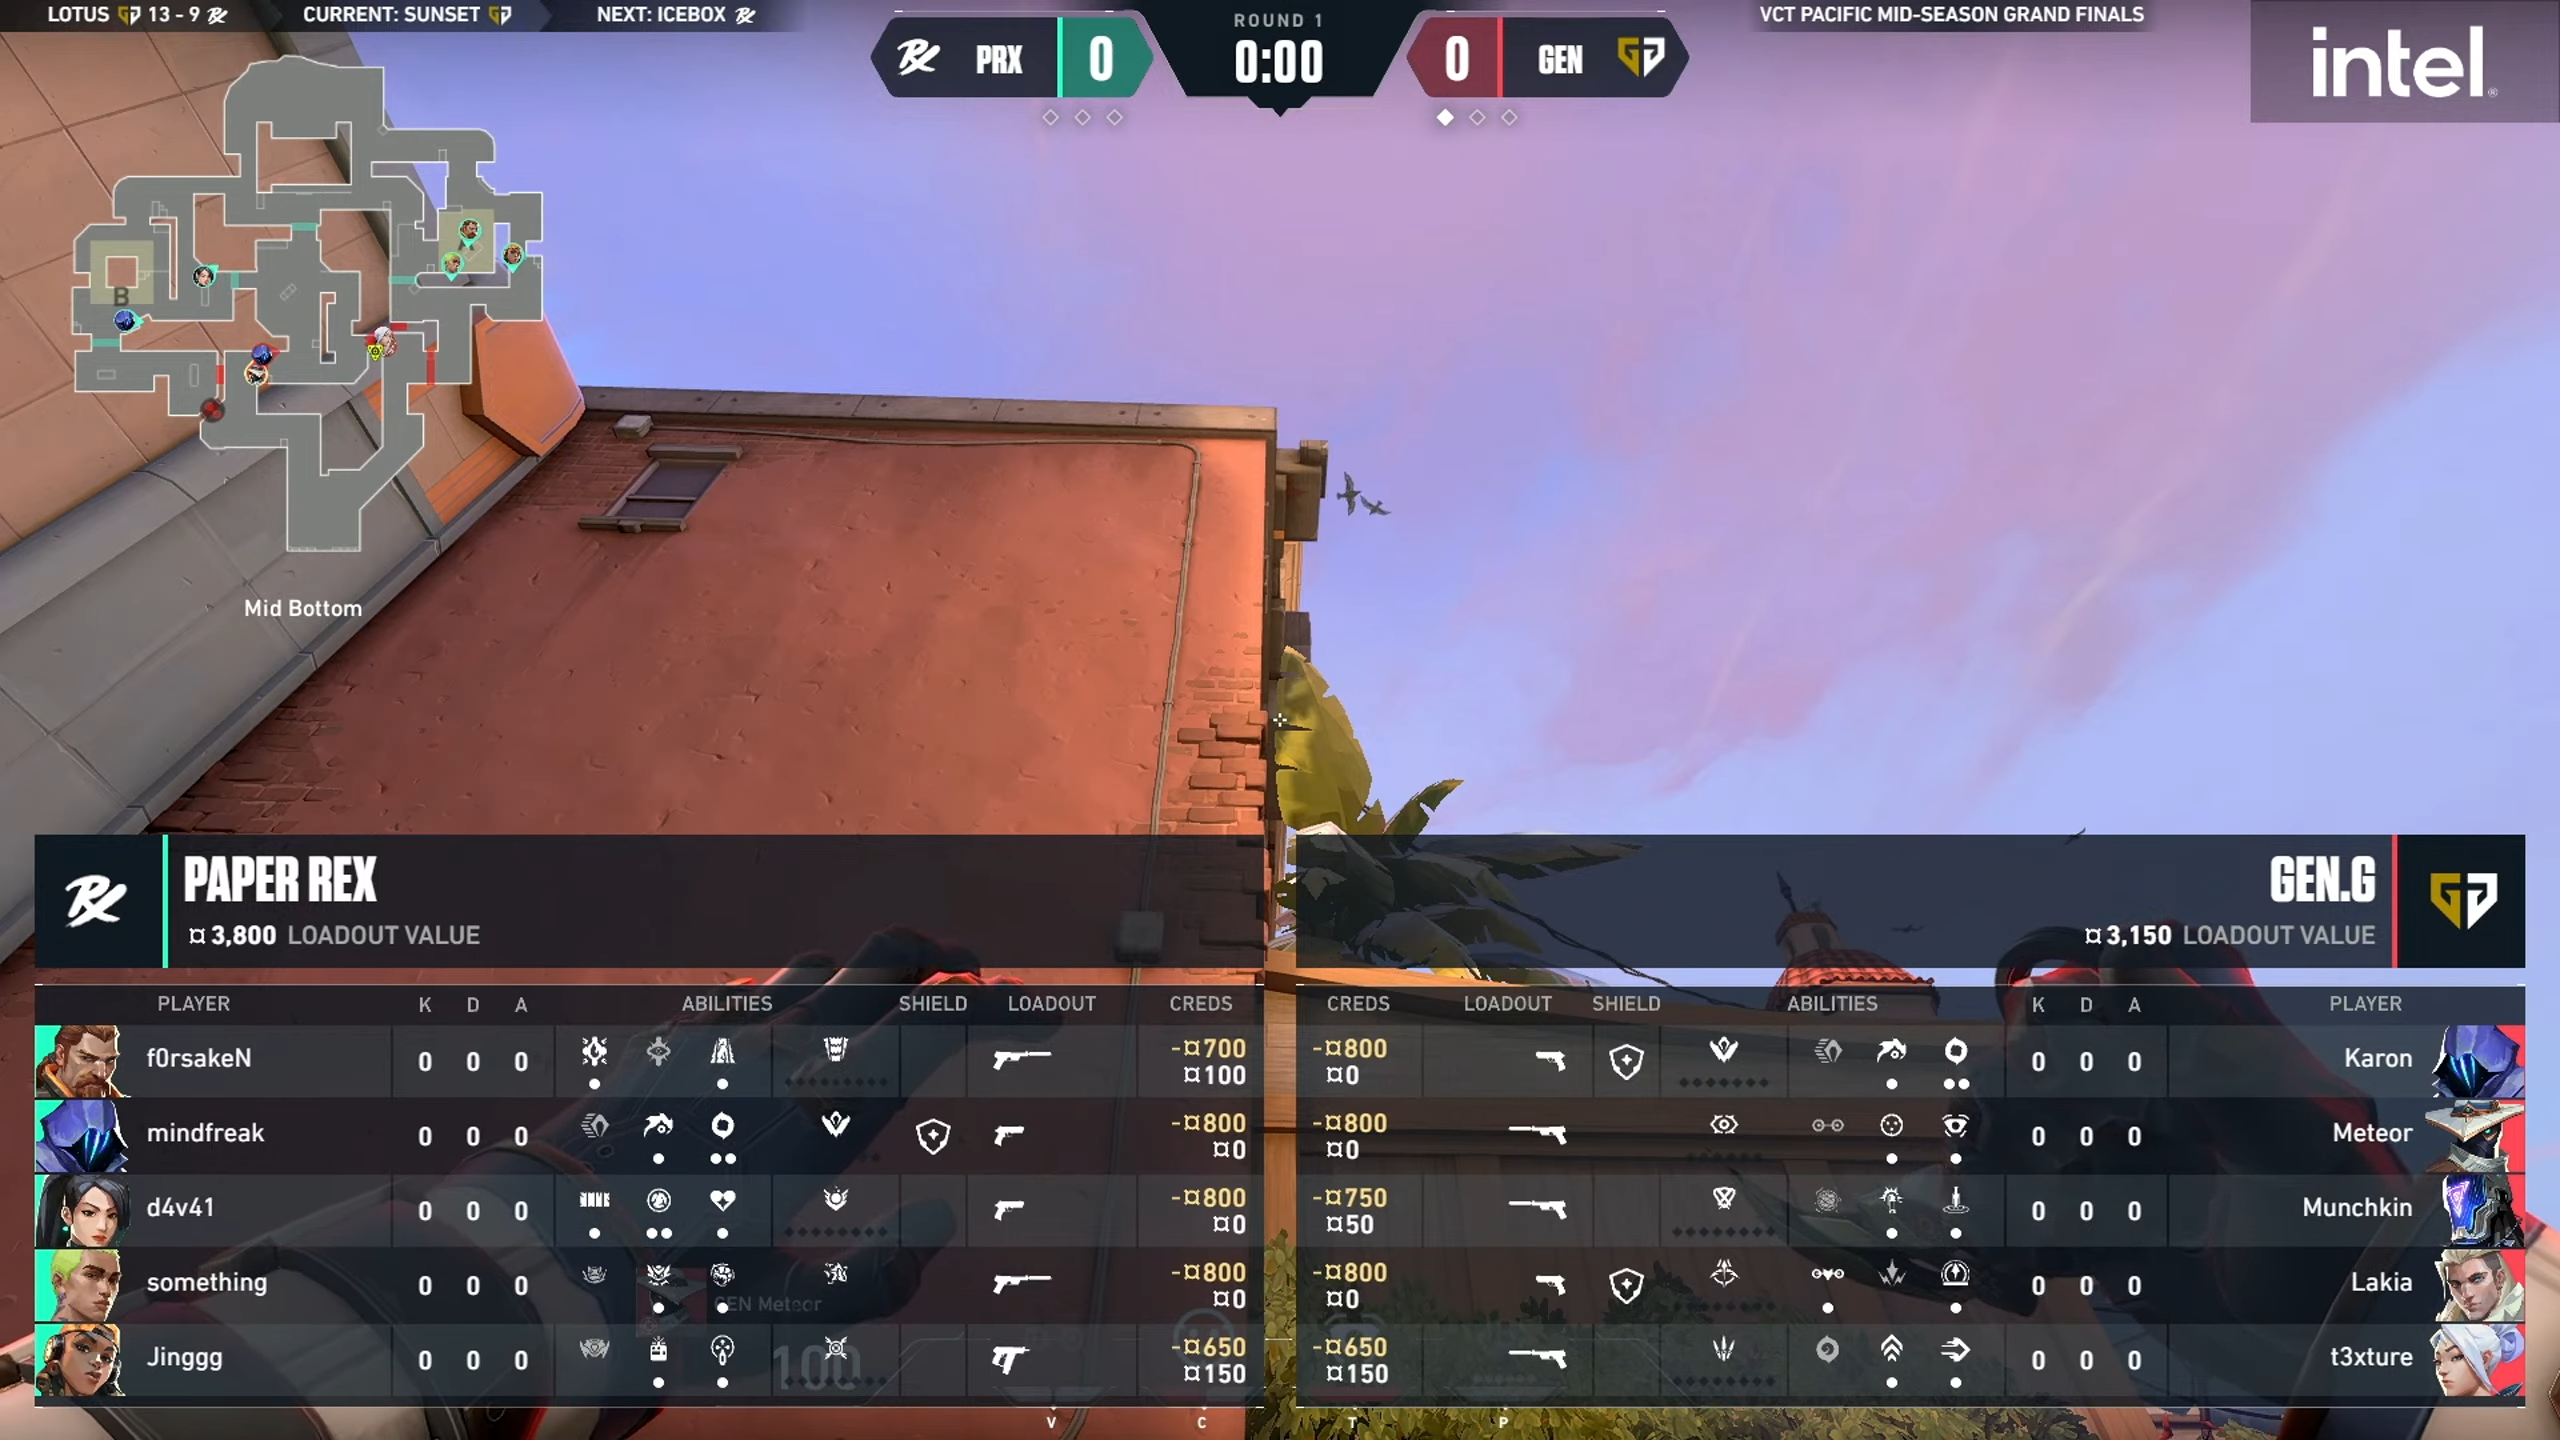 LOTUS 13 - 9
CURRENT: SUNSET
NEXT: ICEBOX
PRX 0
ROUND 1
0:00
0 GEN
VCT PACIFIC MID-SEASON GRAND FINALS
intel
B
Mid Bottom
PAPER REX
¤ 3,800 LOADOUT VALUE
GEN.G
¤ 3,150 LOADOUT VALUE
PLAYER K D A ABILITIES SHIELD LOADOUT CREDS
CREDS LOADOUT SHIELD ABILITIES K D A PLAYER
f0rsakeN 0 0 0 -¤700
¤100
-¤800 0 0 0 Karon
¤0
mindfreak 0 0 0 -¤800
¤0
-¤800 0 0 0 Meteor
¤0
d4v41 0 0 0 -¤800
¤0
-¤750 0 0 0 Munchkin
¤50
something 0 0 0 -¤800
¤0
-¤800 0 0 0 Lakia
¤0
GEN Meteor
Jinggg 0 0 0 -¤650
¤150
-¤650 0 0 0 t3xture
¤150
100
V C T P